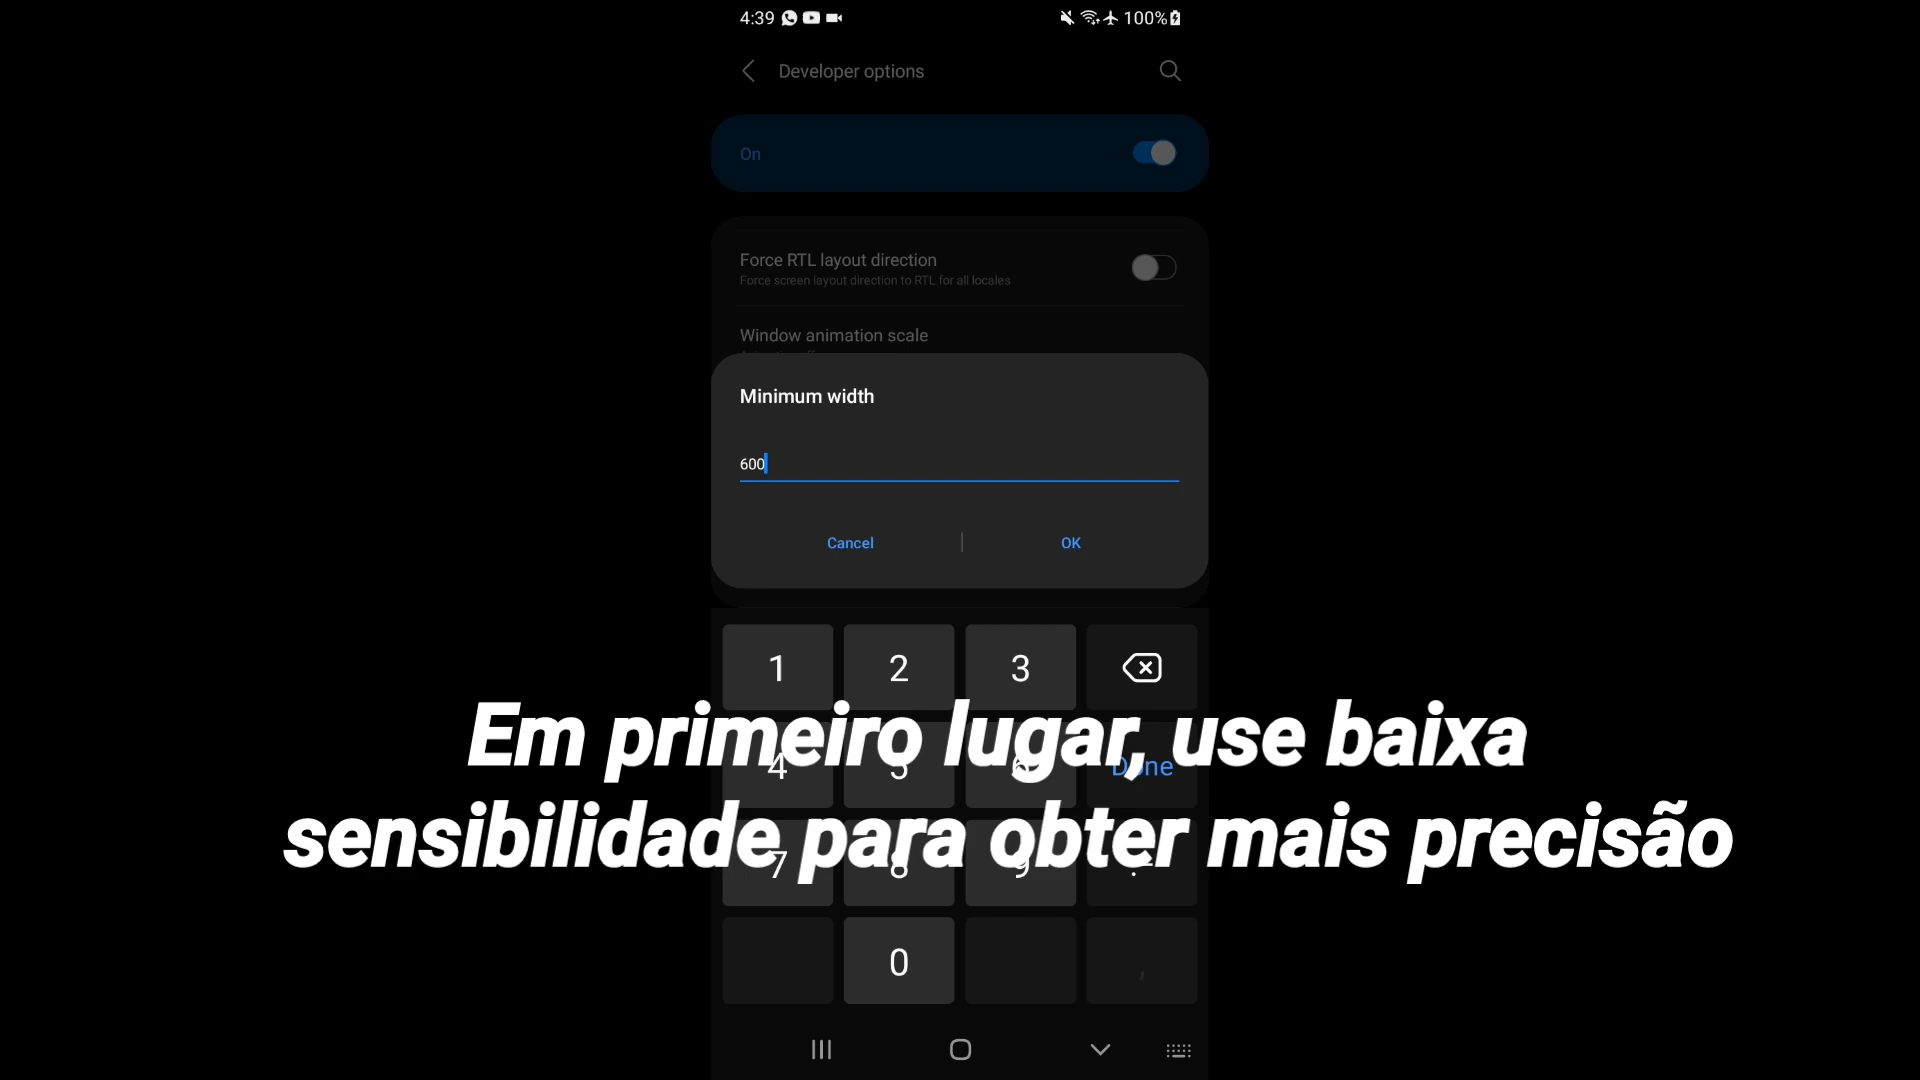 4:39 100%
Developer options
On
Force RTL layout direction
Force screen layout direction to RTL for all locales
Window animation scale
Minimum width
600
Cancel OK
1 2 3
Em primeiro lugar, use baixa
4 5 6 Done
sensibilidade para obter mais precisão
7 8 9
0 ,